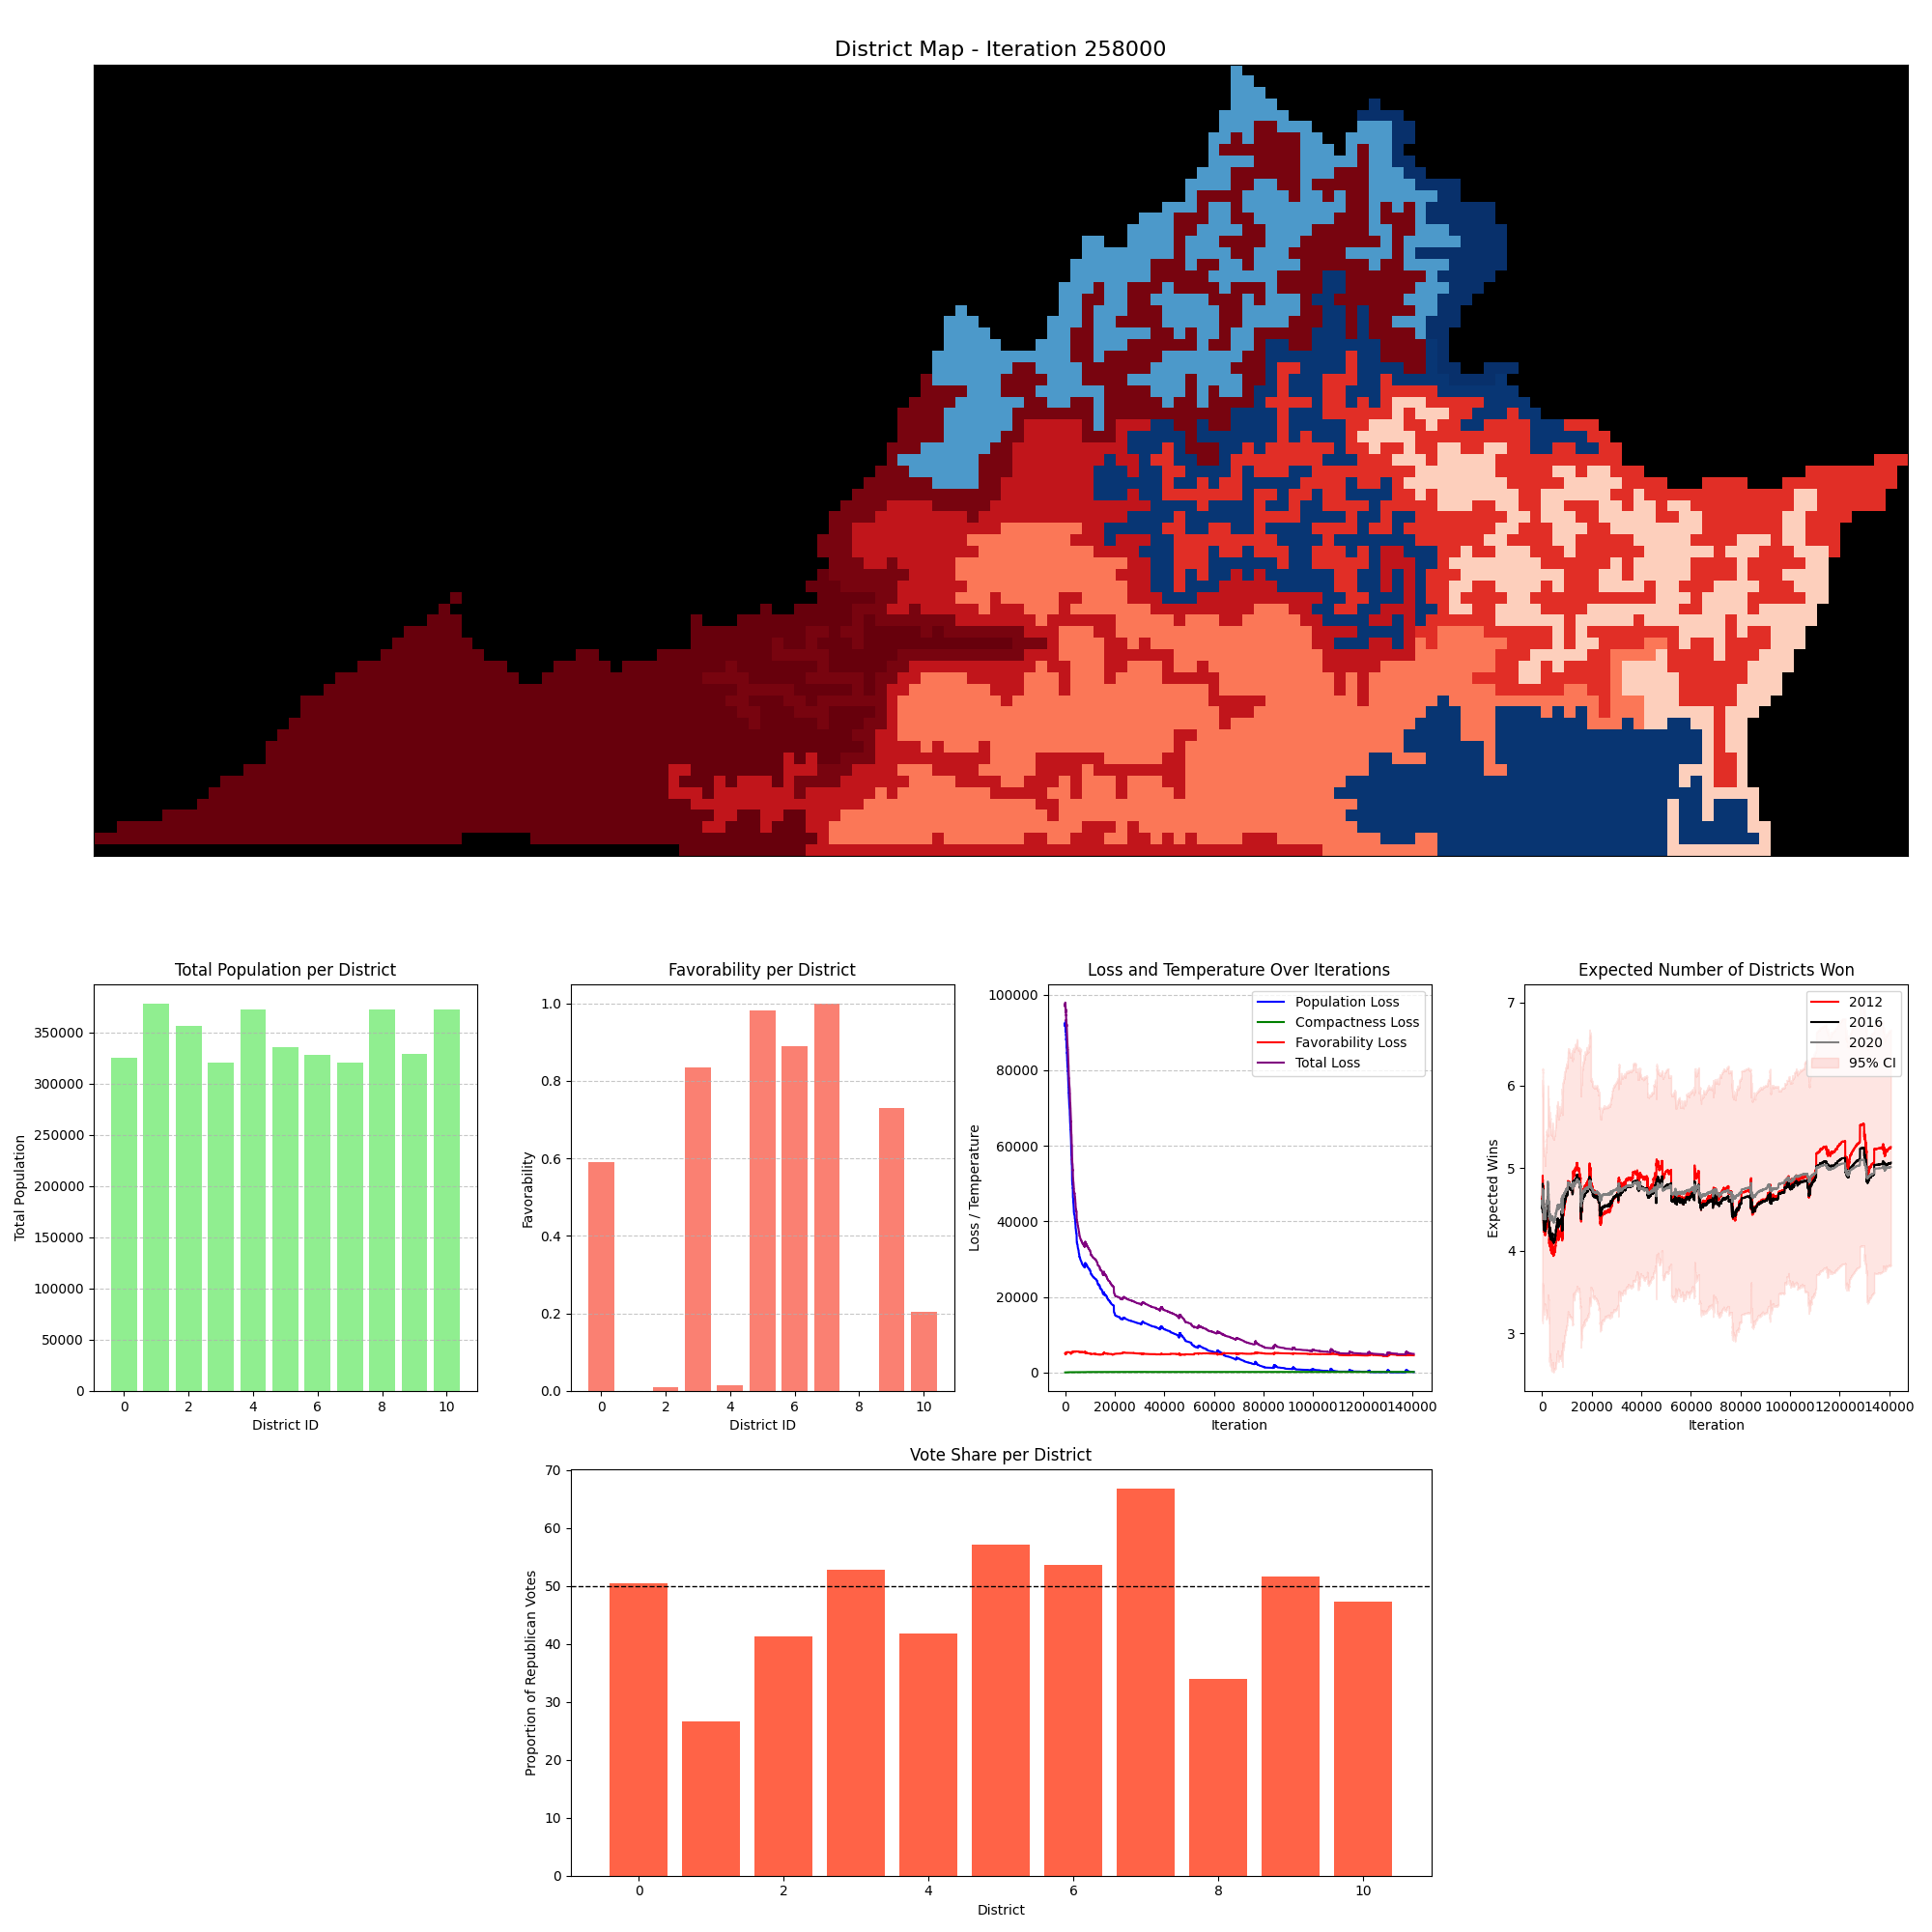 District Map - Iteration 258000
Total Population per District
Total Population
350000
300000
250000
200000
150000
100000
50000
0
0 2 4 6 8 10
District ID
Favorability per District
Favorability
1.0
0.8
0.6
0.4
0.2
0.0
0 2 4 6 8 10
District ID
Loss and Temperature Over Iterations
Loss / Temperature
100000
80000
60000
40000
20000
0
Population Loss
Compactness Loss
Favorability Loss
Total Loss
0 20000 40000 60000 80000 100000 120000 140000
Iteration
Expected Number of Districts Won
Expected Wins
7
6
5
4
3
2012
2016
2020
95% CI
0 20000 40000 60000 80000 100000 120000 140000
Iteration
Vote Share per District
Proportion of Republican Votes
70
60
50
40
30
20
10
0
0 2 4 6 8 10
District